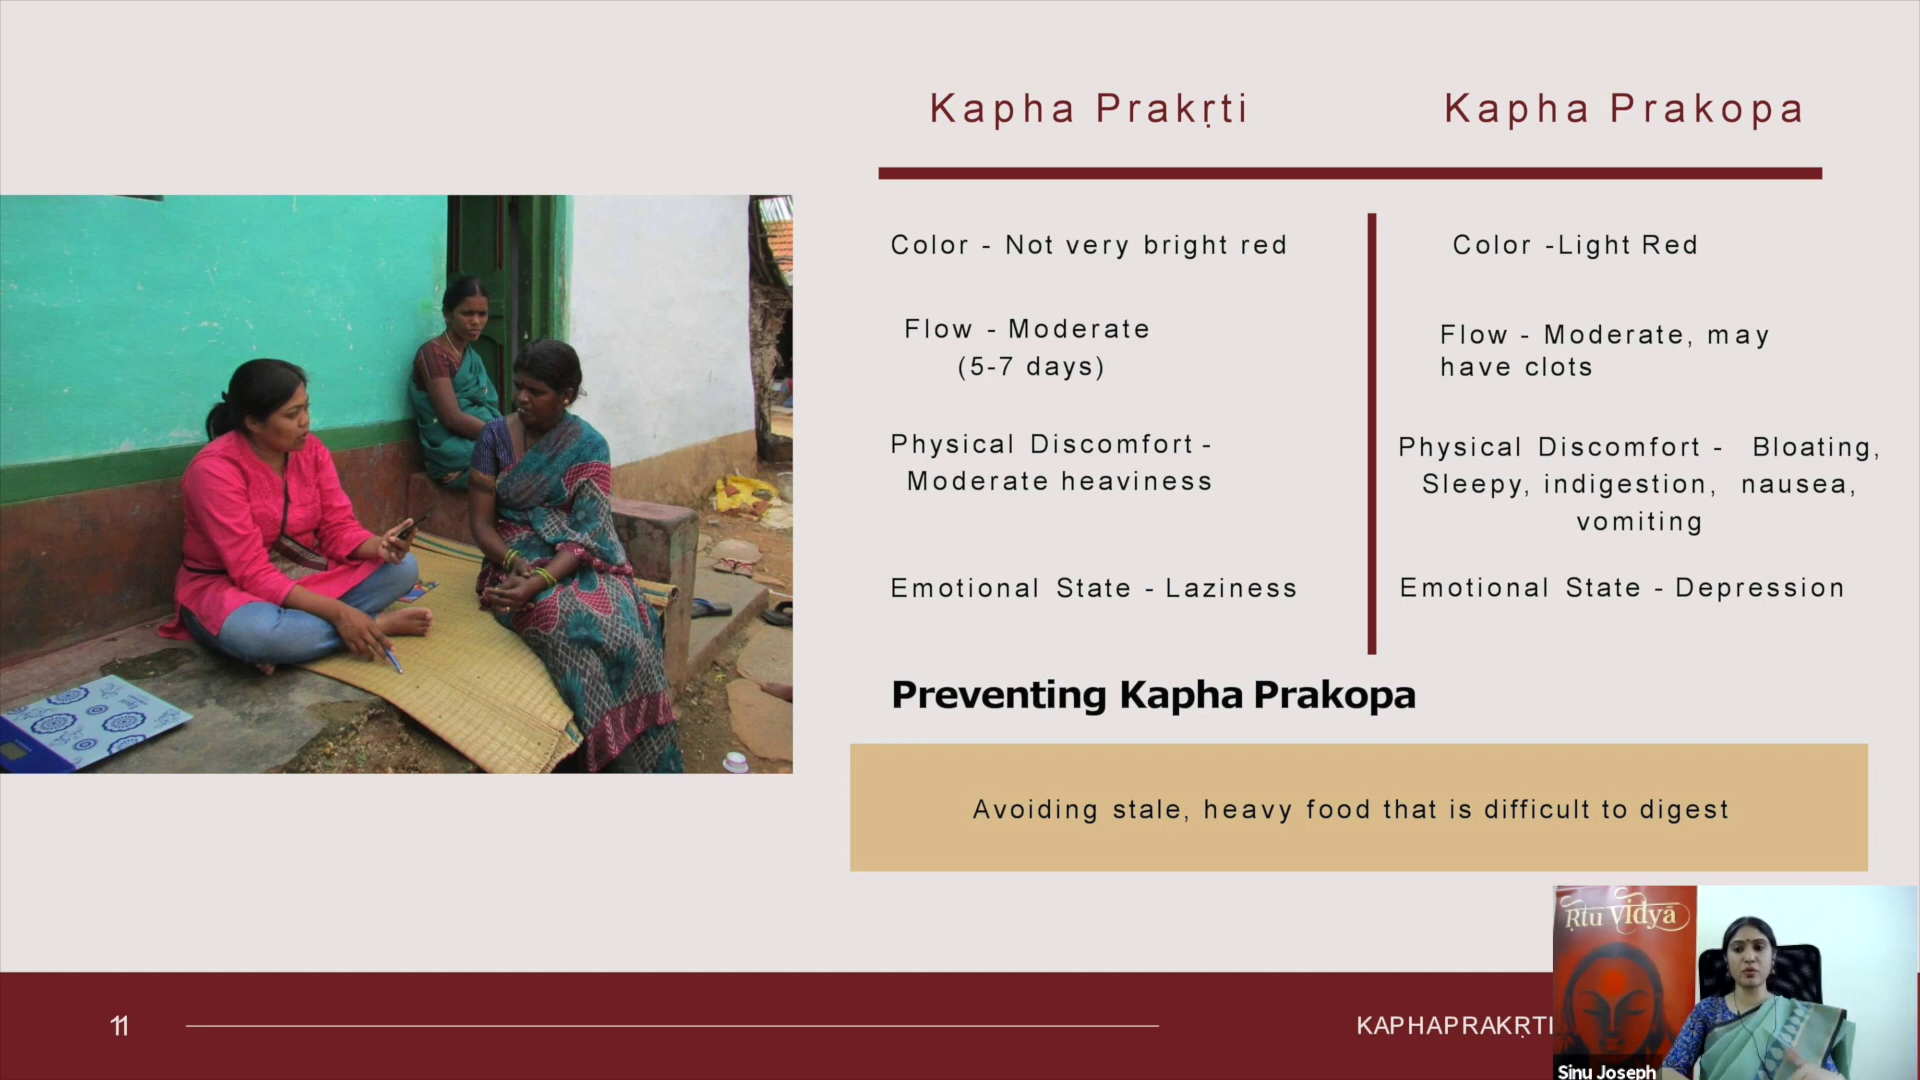 Kapha Prakṛti
Kapha Prakopa
Color - Not very bright red
Flow - Moderate
(5-7 days)
Physical Discomfort -
Moderate heaviness
Emotional State - Laziness
Color -Light Red
Flow - Moderate, may
have clots
Physical Discomfort - Bloating,
Sleepy, indigestion, nausea,
vomiting
Emotional State - Depression
Preventing Kapha Prakopa
Avoiding stale, heavy food that is difficult to digest
Ṛtu Vidyā
11
KAPHAPRAKṚTI
Sinu Joseph